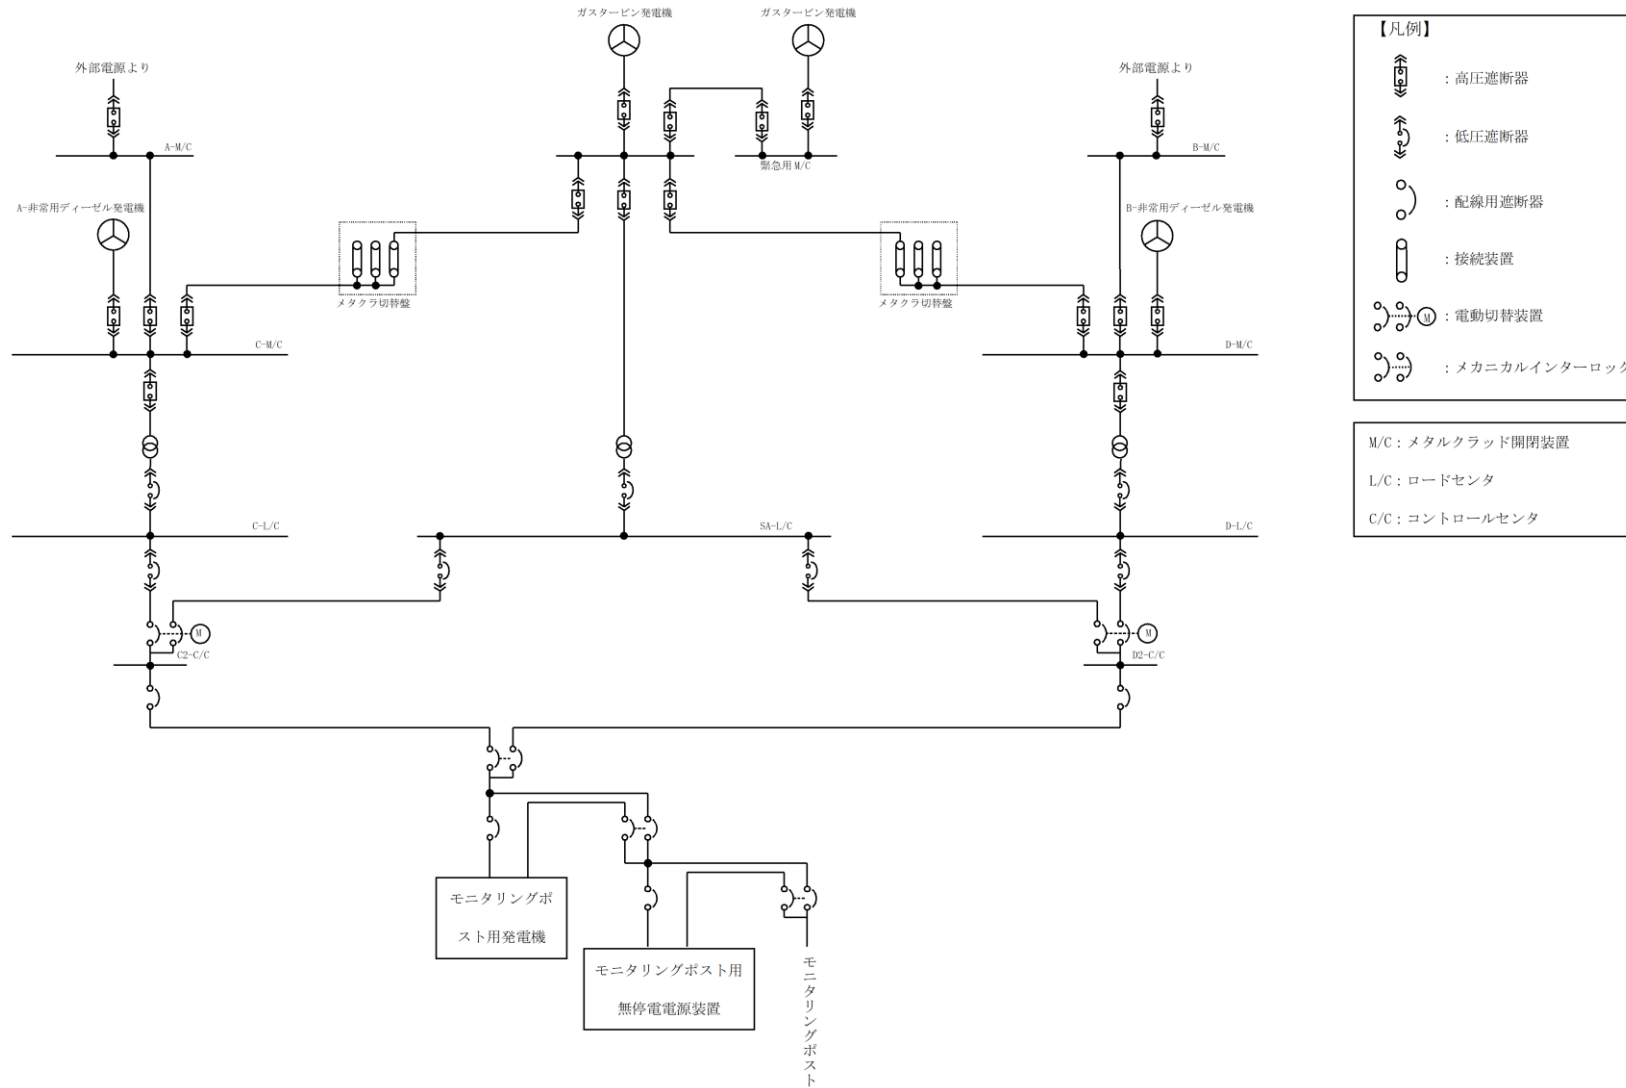 ガスタービン発電機
ガスタービン発電機
外部電源より
外部電源より
A-M/C
緊急用 M/C
B-M/C
A-非常用ディーゼル発電機
B-非常用ディーゼル発電機
メタクラ切替盤
メタクラ切替盤
C-M/C
D-M/C
C-L/C
SA-L/C
D-L/C
M
M
C2-C/C
D2-C/C
モニタリングポ
スト用発電機
モニタリングポスト用
無停電電源装置
モニタリングポスト
【凡例】
：高圧遮断器
：低圧遮断器
：配線用遮断器
：接続装置
M ：電動切替装置
：メカニカルインターロック
M/C：メタルクラッド開閉装置
L/C：ロードセンタ
C/C：コントロールセンタ